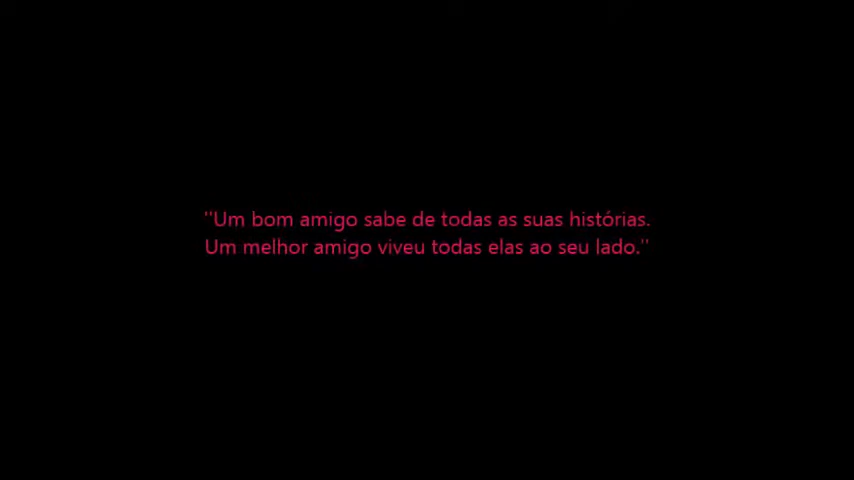 ''Um bom amigo sabe de todas as suas histórias.
Um melhor amigo viveu todas elas ao seu lado.''